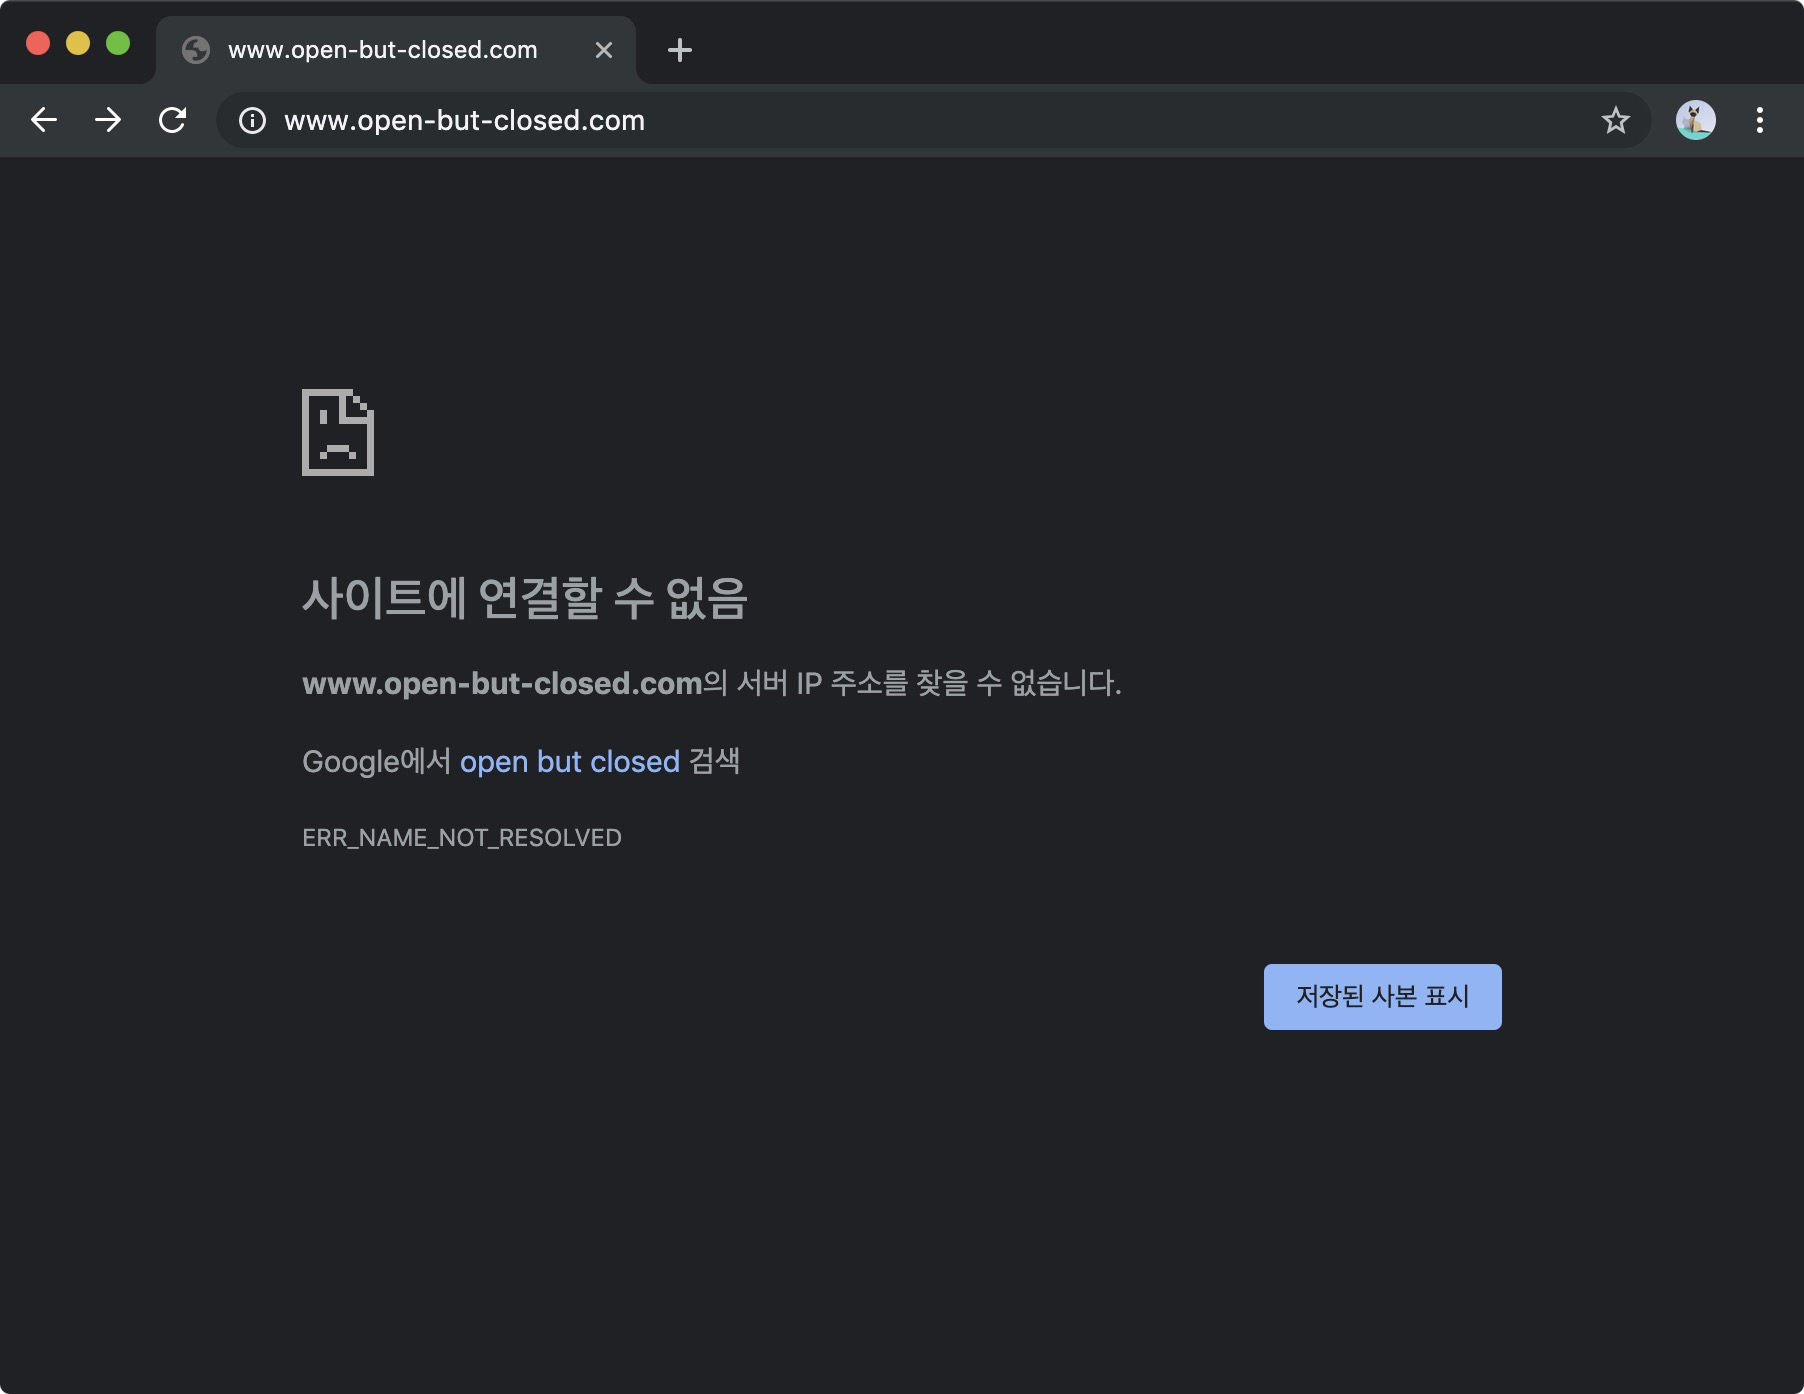 www.open-but-closed.com
www.open-but-closed.com
사이트에 연결할 수 없음
www.open-but-closed.com의 서버 IP 주소를 찾을 수 없습니다.
Google에서 open but closed 검색
ERR_NAME_NOT_RESOLVED
저장된 사본 표시